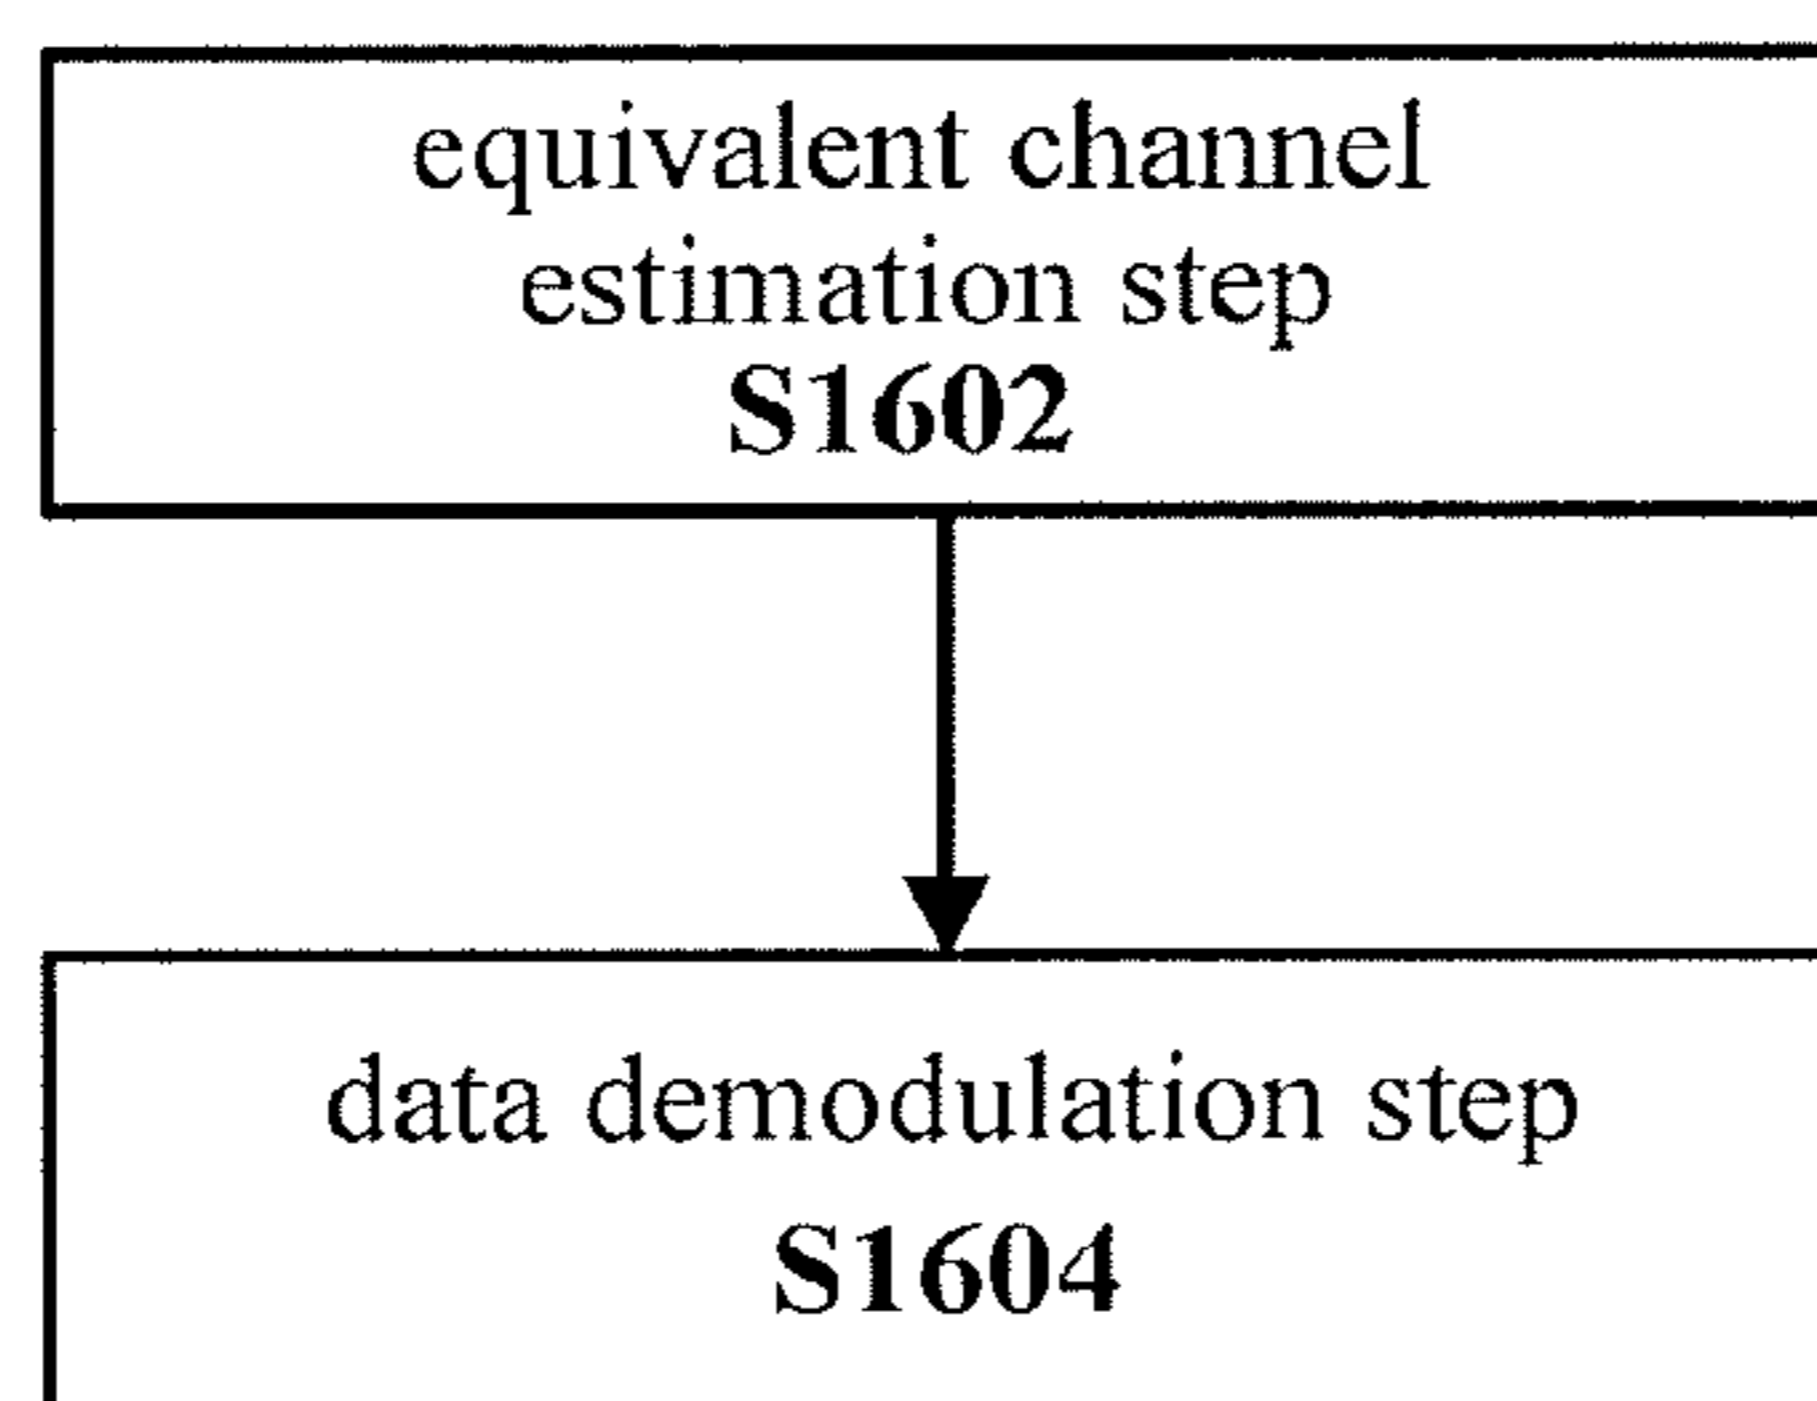 equivalent channel
estimation step
S1602
data demodulation step
S1604